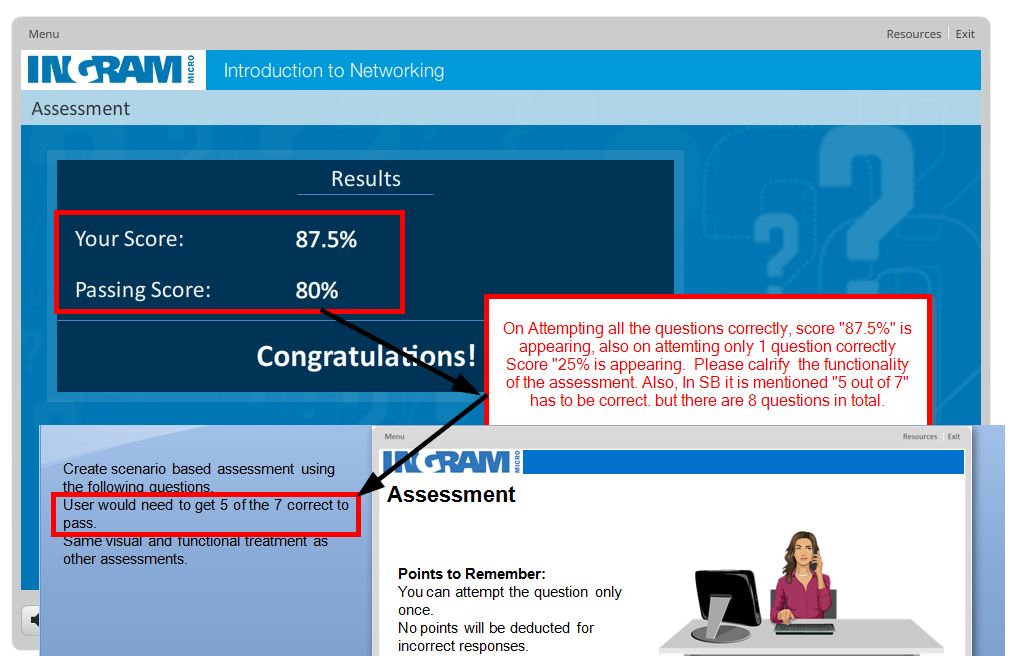 Menu
Resources
Exit
INGRAM MICRO
Introduction to Networking
Assessment
Results
Your Score:
87.5%
Passing Score:
80%
Congratulations!
On Attempting all the questions correctly, score "87.5%" is
appearing, also on attemting only 1 question correctly
Score "25% is appearing. Please calrify the functionality
of the assessment. Also, In SB it is mentioned "5 out of 7"
has to be correct. but there are 8 questions in total.
Create scenario based assessment using
the following questions.
User would need to get 5 of the 7 correct to
pass.
Same visual and functional treatment as
other assessments.
Menu
Resources
Exit
INGRAM MICRO
Assessment
Points to Remember:
You can attempt the question only
once.
No points will be deducted for
incorrect responses.